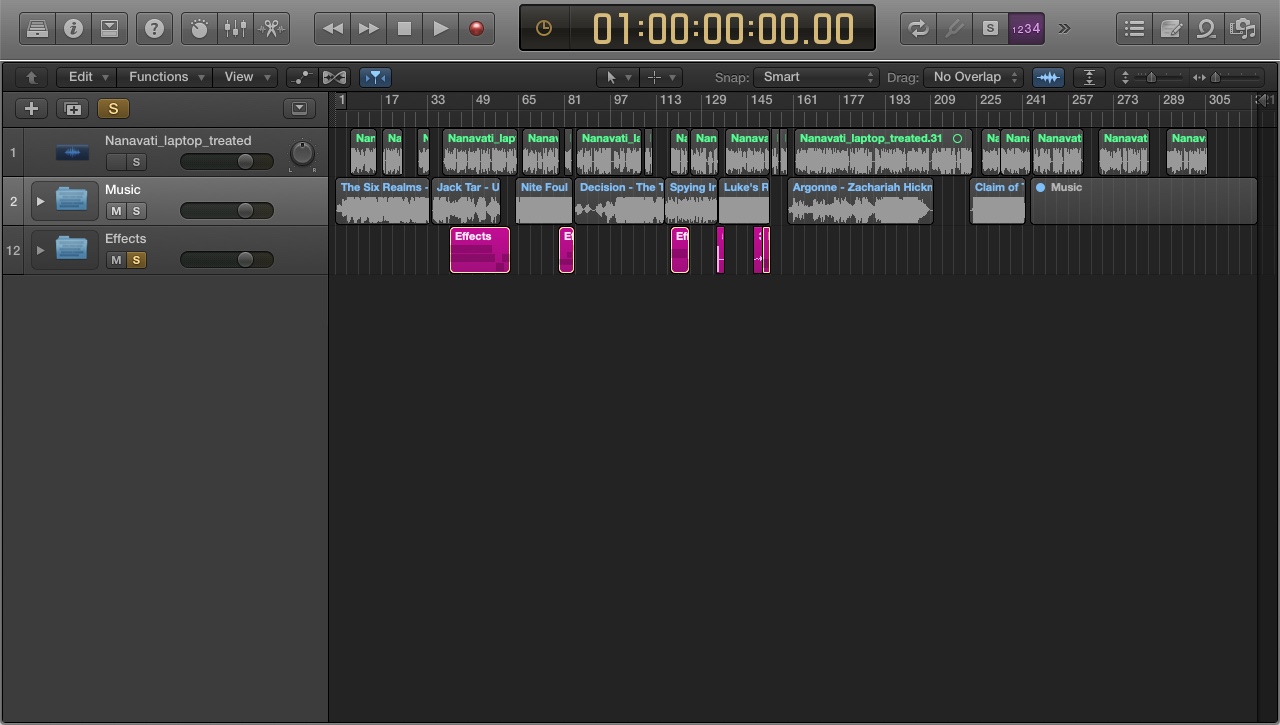 01:00:00:00.00
S
1234
Edit Functions View Snap: Smart Drag: No Overlap
S
1 17 33 49 65 81 97 113 129 145 161 177 193 209 225 241 257 273 289 305
1 Nanavati_laptop_treated
S
L R
Nan Na N Nanavati_lap Nanav Nanavati_la Na Nan Nanava Nanavati_laptop_treated.31 Na Nana Nanavat Nanavat Nanav
2 Music
M S
The Six Realms - Jack Tar - U Nite Foul Decision - The T Spying In Luke's R Argonne - Zachariah Hickn Claim of Music
12 Effects
M S
Effects Ef Eff